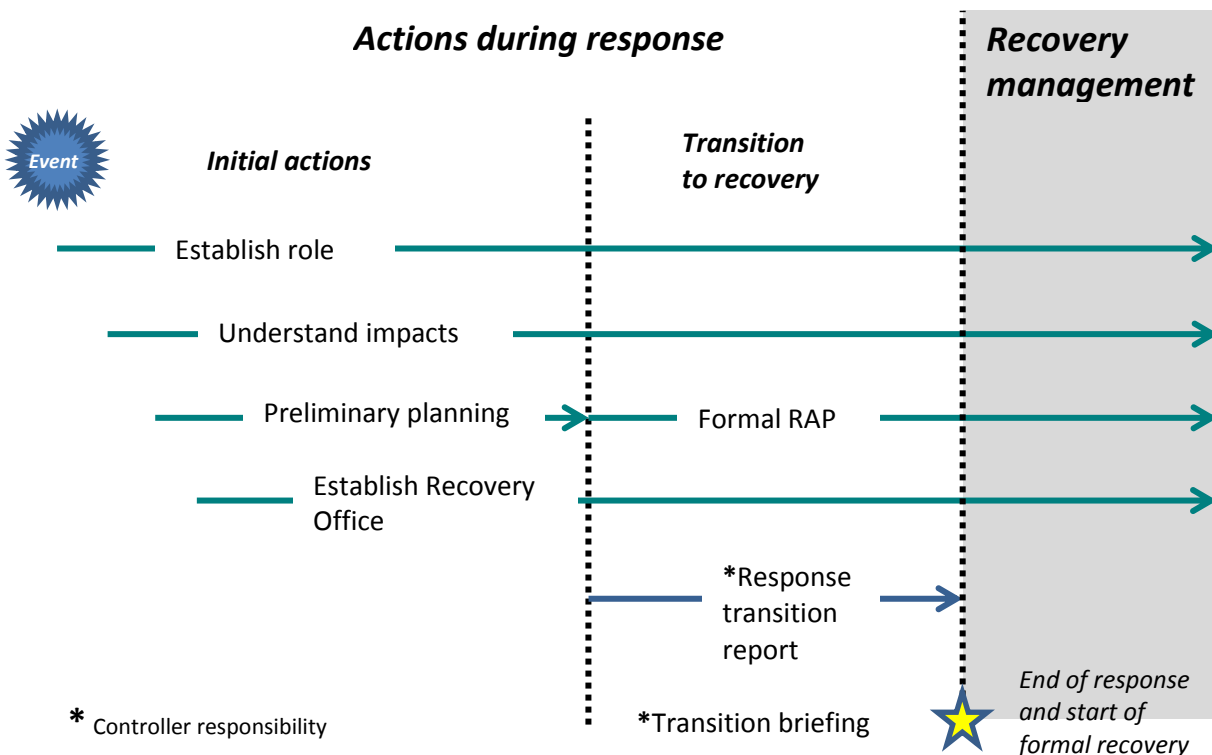 Actions during response
Recovery
management
Event
Initial actions
Transition
to recovery
Establish role
Understand impacts
Preliminary planning
Formal RAP
Establish Recovery
Office
*Response
transition
report
* Controller responsibility
*Transition briefing
End of response
and start of
formal recovery